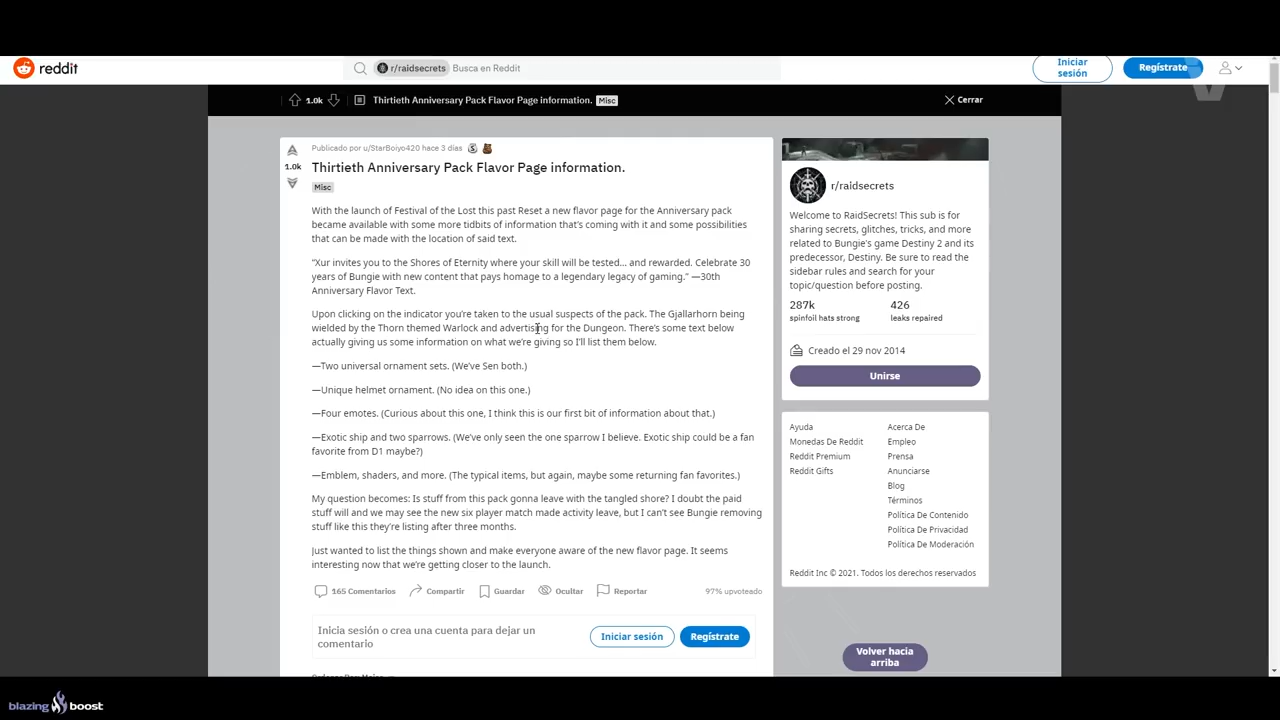 reddit
r/raidsecrets Busca en Reddit
Iniciar sesión
Regístrate
1.0k Thirtieth Anniversary Pack Flavor Page information. Misc
Cerrar
Publicado por u/StarBoiyo420 hace 3 días
1.0k
Thirtieth Anniversary Pack Flavor Page information.
Misc
With the launch of Festival of the Lost this past Reset a new flavor page for the Anniversary pack
became available with some more tidbits of information that's coming with it and some possibilities
that can be made with the location of said text.
"Xur invites you to the Shores of Eternity where your skill will be tested... and rewarded. Celebrate 30
years of Bungie with new content that pays homage to a legendary legacy of gaming." —30th
Anniversary Flavor Text.
Upon clicking on the indicator you're taken to the usual suspects of the pack. The Gjallarhorn being
wielded by the Thorn themed Warlock and advertising for the Dungeon. There's some text below
actually giving us some information on what we're giving so I'll list them below.
—Two universal ornament sets. (We've Sen both.)
—Unique helmet ornament. (No idea on this one.)
—Four emotes. (Curious about this one, I think this is our first bit of information about that.)
—Exotic ship and two sparrows. (We've only seen the one sparrow I believe. Exotic ship could be a fan
favorite from D1 maybe?)
—Emblem, shaders, and more. (The typical items, but again, maybe some returning fan favorites.)
My question becomes: Is stuff from this pack gonna leave with the tangled shore? I doubt the paid
stuff will and we may see the new six player match made activity leave, but I can't see Bungie removing
stuff like this they're listing after three months.
Just wanted to list the things shown and make everyone aware of the new flavor page. It seems
interesting now that we're getting closer to the launch.
165 Comentarios Compartir Guardar Ocultar Reportar 97% upvoteado
Inicia sesión o crea una cuenta para dejar un
comentario
Iniciar sesión
Regístrate
r/raidsecrets
Welcome to RaidSecrets! This sub is for
sharing secrets, glitches, tricks, and more
related to Bungie's game Destiny 2 and its
predecessor, Destiny. Be sure to read the
sidebar rules and search for your
topic/question before posting.
287k 426
spinfoil hats strong leaks repaired
Creado el 29 nov 2014
Unirse
Ayuda Acerca De
Monedas De Reddit Empleo
Reddit Premium Prensa
Reddit Gifts Anunciarse
Blog
Términos
Política De Contenido
Política De Privacidad
Política De Moderación
Reddit Inc © 2021. Todos los derechos reservados
Volver hacia
arriba
blazing boost